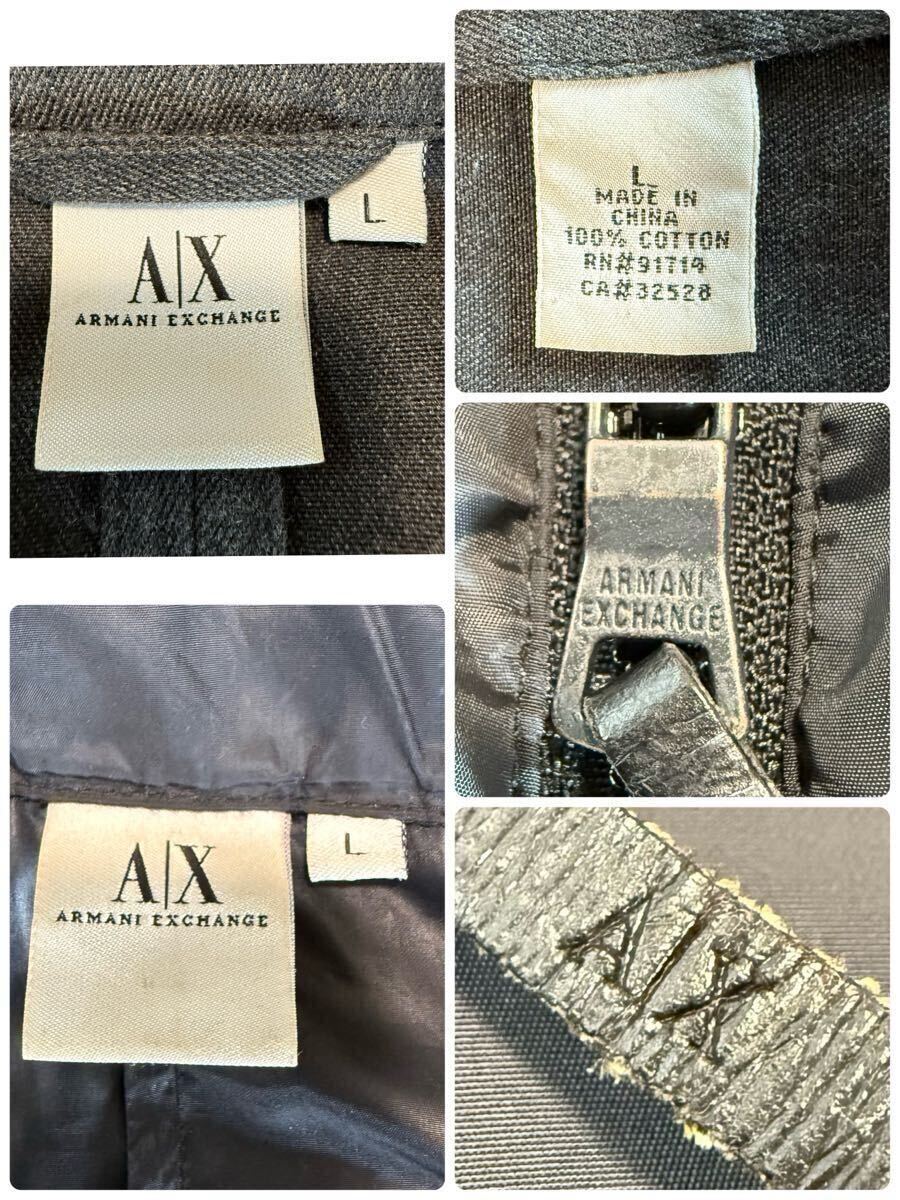 A|X
ARMANI EXCHANGE
L
L
MADE IN
CHINA
100% COTTON
RN#91714
CA#32528
ARMANI
EXCHANGE
A|X
ARMANI EXCHANGE
L
A|X